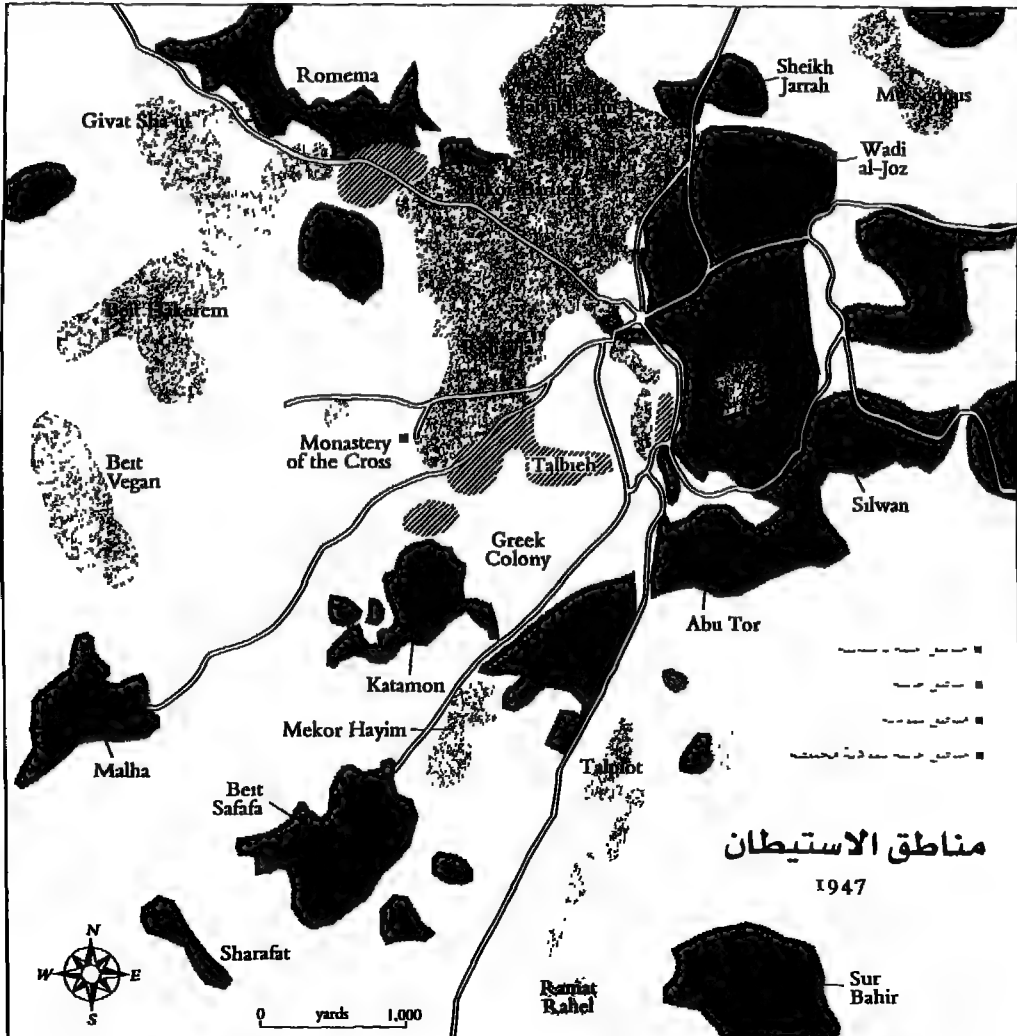 Romema
Sheikh
Jarrah
Givat Sha'ul
Wadi
al-Joz
Mekor Baruch
Beit Hakerem
Monastery
of the Cross
Talbieh
Beit
Vegan
Silwan
Greek
Colony
Abu Tor
Katamon
Mekor Hayim
Malha
Talpiot
Beit
Safafa
مناطق الاستيطان
1947
N
W E
S
Sharafat
0 yards 1,000
Ramat
Rahel
Sur
Bahir